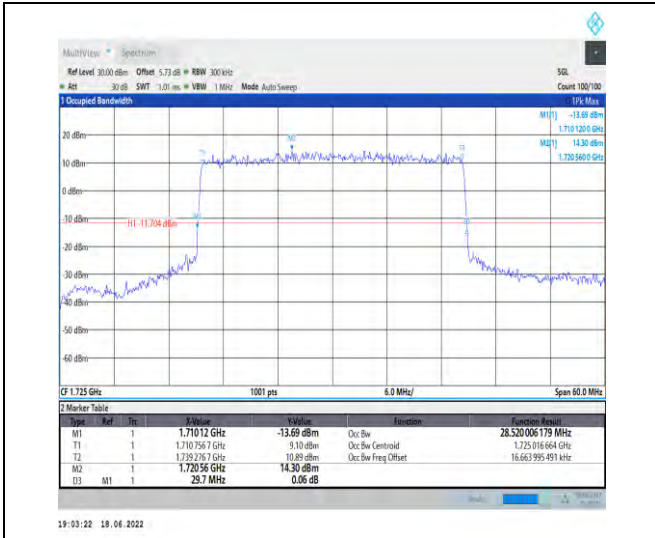 MultiView Spectrum
Ref Level 30.00 dBm Offset 5.73 dB RBW 300 kHz SGL
Att 30 dB SWT 1.01 ms VBW 1 MHz Mode Auto Sweep Count 100/100
1 Occupied Bandwidth 1Pk Max
M1[1] -13.69 dBm
1.710 120 0 GHz
M2[1] 14.30 dBm
1.720 560 0 GHz
20 dBm
M2
10 dBm
0 dBm
-10 dBm
H1 -11.704 dBm
-20 dBm
-30 dBm
-40 dBm
-50 dBm
-60 dBm
CF 1.725 GHz 1001 pts 6.0 MHz/ Span 60.0 MHz
2 Marker Table
Type Ref Trc X-Value Y-Value Function Function Result
M1 1 1.71012 GHz -13.69 dBm Occ Bw 28.520 006 179 MHz
T1 1 1.710 756 7 GHz 9.10 dBm Occ Bw Centroid 1.725 016 664 GHz
T2 1 1.739 276 7 GHz 10.89 dBm Occ Bw Freq Offset 16.663 995 491 kHz
M2 1 1.72056 GHz 14.30 dBm
D3 M1 1 29.7 MHz 0.06 dB
19:03:22 18.06.2022